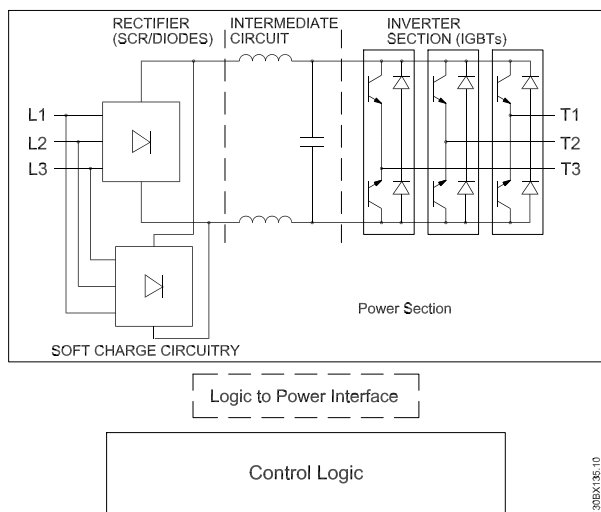 RECTIFIER
(SCR/DIODES)
INTERMEDIATE
CIRCUIT
INVERTER
SECTION (IGBTs)
L1
L2
L3
T1
T2
T3
Power Section
SOFT CHARGE CIRCUITRY
Logic to Power Interface
Control Logic
30BX135.10